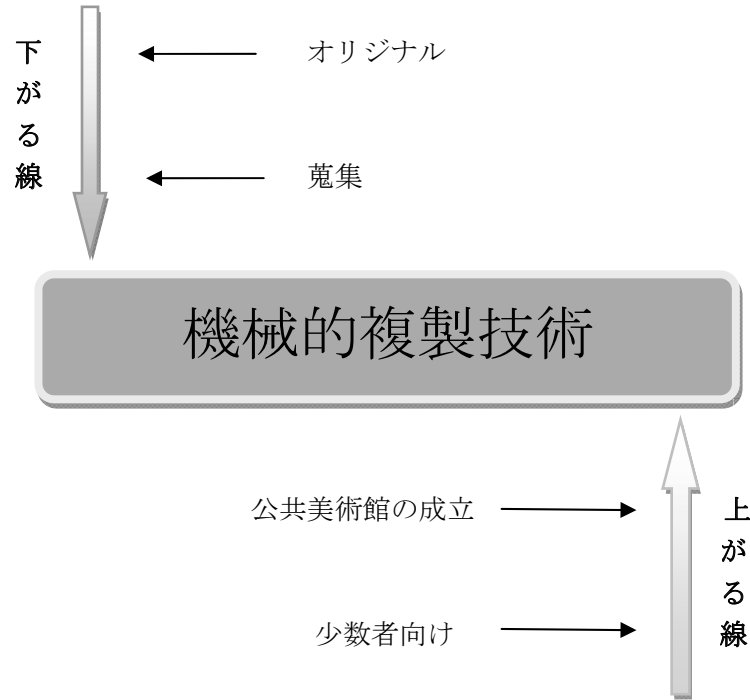 下がる線
オリジナル
蒐集
機械的複製技術
公共美術館の成立
少数者向け
上がる線